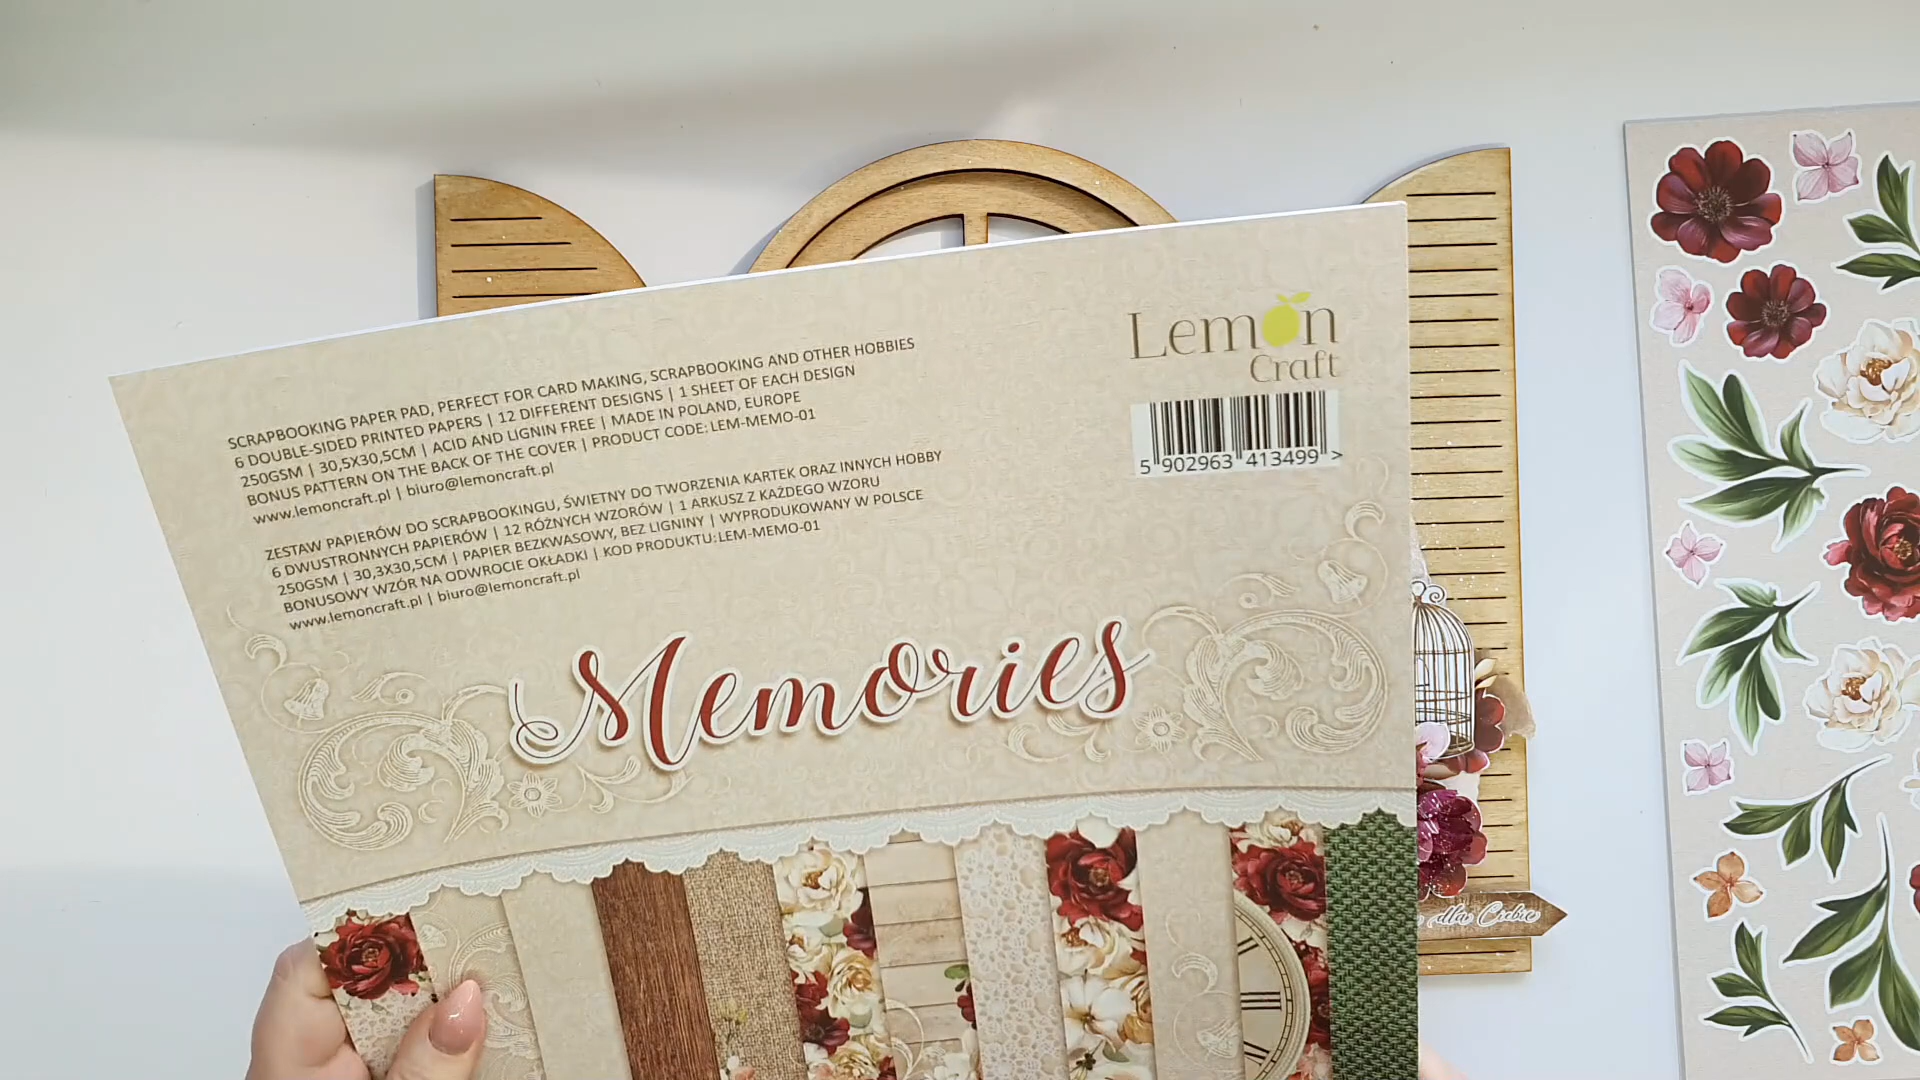 SCRAPBOOKING PAPER PAD, PERFECT FOR CARD MAKING, SCRAPBOOKING AND OTHER HOBBIES
6 DOUBLE-SIDED PRINTED PAPERS | 12 DIFFERENT DESIGNS | 1 SHEET OF EACH DESIGN
250GSM | 30,5X30,5CM | ACID AND LIGNIN FREE | MADE IN POLAND, EUROPE
BONUS PATTERN ON THE BACK OF THE COVER | PRODUCT CODE: LEM-MEMO-01
www.lemoncraft.pl | biuro@lemoncraft.pl
ZESTAW PAPIERÓW DO SCRAPBOOKINGU, ŚWIETNY DO TWORZENIA KARTEK ORAZ INNYCH HOBBY
6 DWUSTRONNYCH PAPIERÓW | 12 RÓŻNYCH WZORÓW | 1 ARKUSZ Z KAŻDEGO WZORU
250GSM | 30,3X30,5CM | PAPIER BEZKWASOWY, BEZ LIGNINY | WYPRODUKOWANY W POLSCE
BONUSOWY WZÓR NA ODWROCIE OKŁADKI | KOD PRODUKTU: LEM-MEMO-01
www.lemoncraft.pl | biuro@lemoncraft.pl
Lemon
Craft
5 902963 413499 >
Memories
dla Ciebie